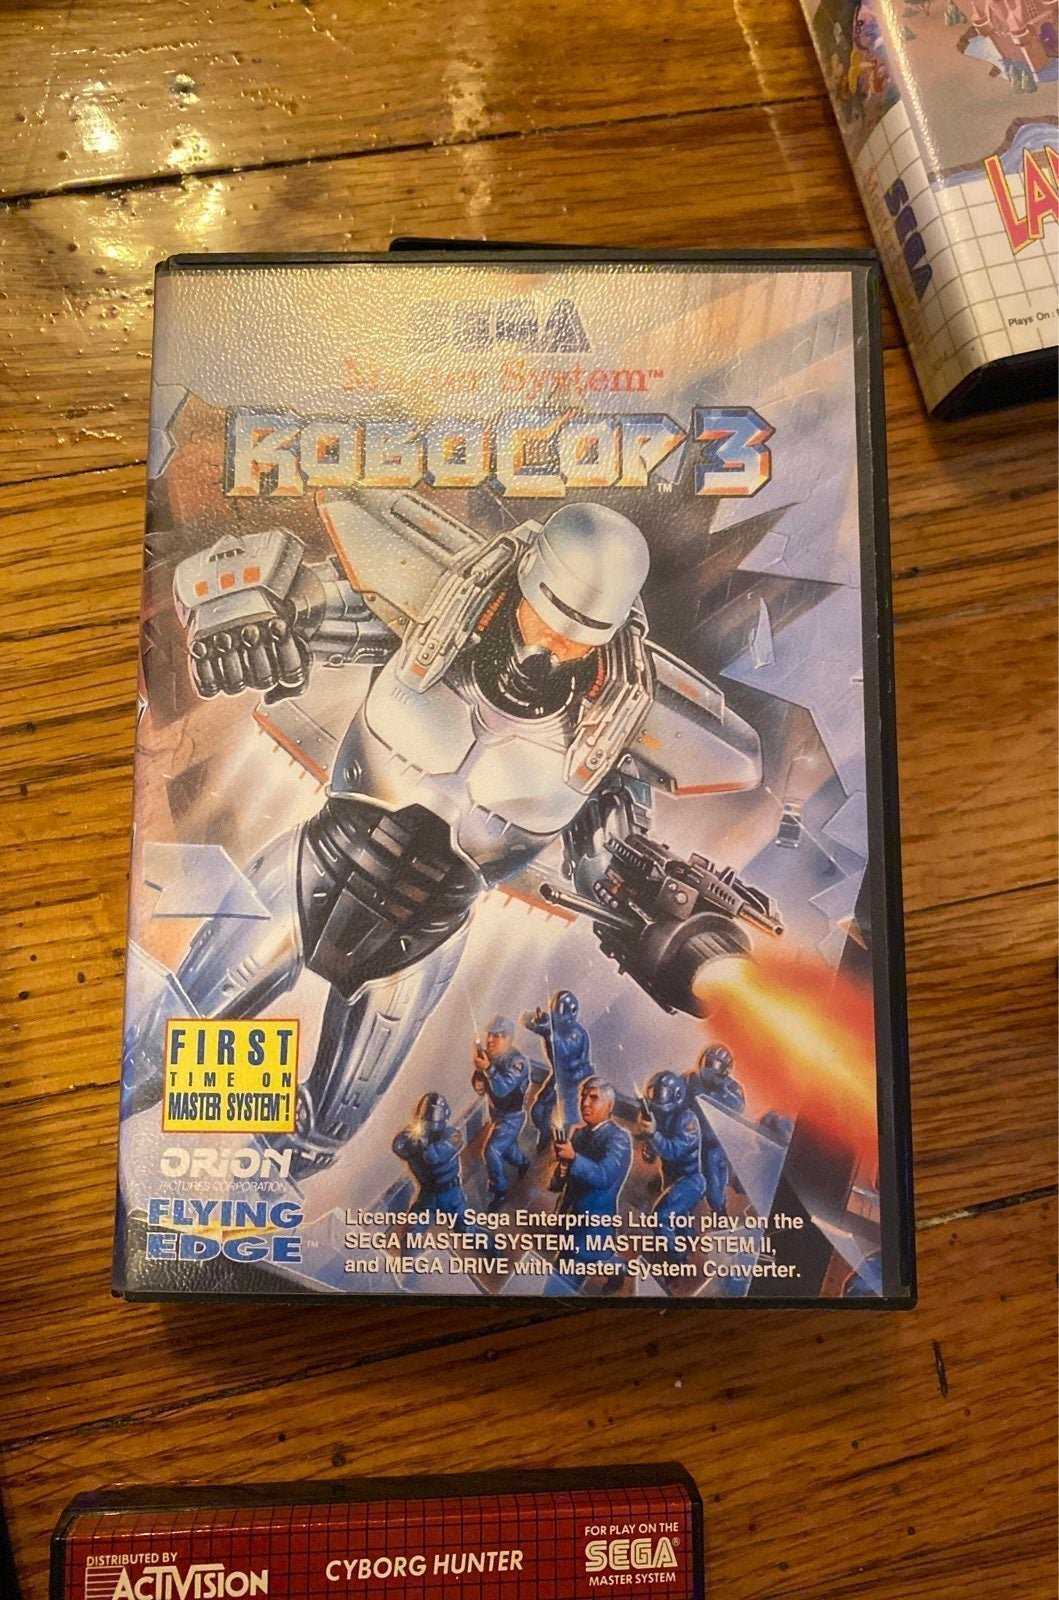 SEGA
Master System™
ROBOCOP 3
™
FIRST
TIME ON
MASTER SYSTEM™!
ORION
PICTURES CORPORATION
FLYING
EDGE™
Licensed by Sega Enterprises Ltd. for play on the
SEGA MASTER SYSTEM, MASTER SYSTEM II,
and MEGA DRIVE with Master System Converter.
SEGA
LA
Plays On:
DISTRIBUTED BY
ACTIVISION
CYBORG HUNTER
FOR PLAY ON THE
SEGA®
MASTER SYSTEM